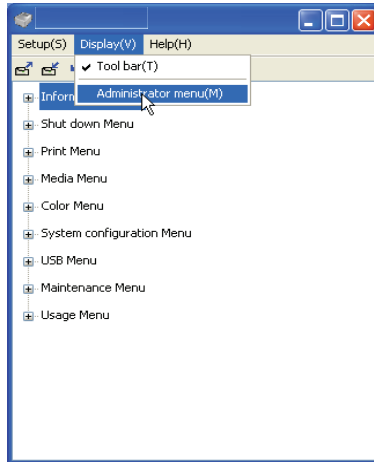 Setup(S) Display(V) Help(H)
Tool bar(T)
Administrator menu(M)
Shut down Menu
Print Menu
Media Menu
Color Menu
System configuration Menu
USB Menu
Maintenance Menu
Usage Menu